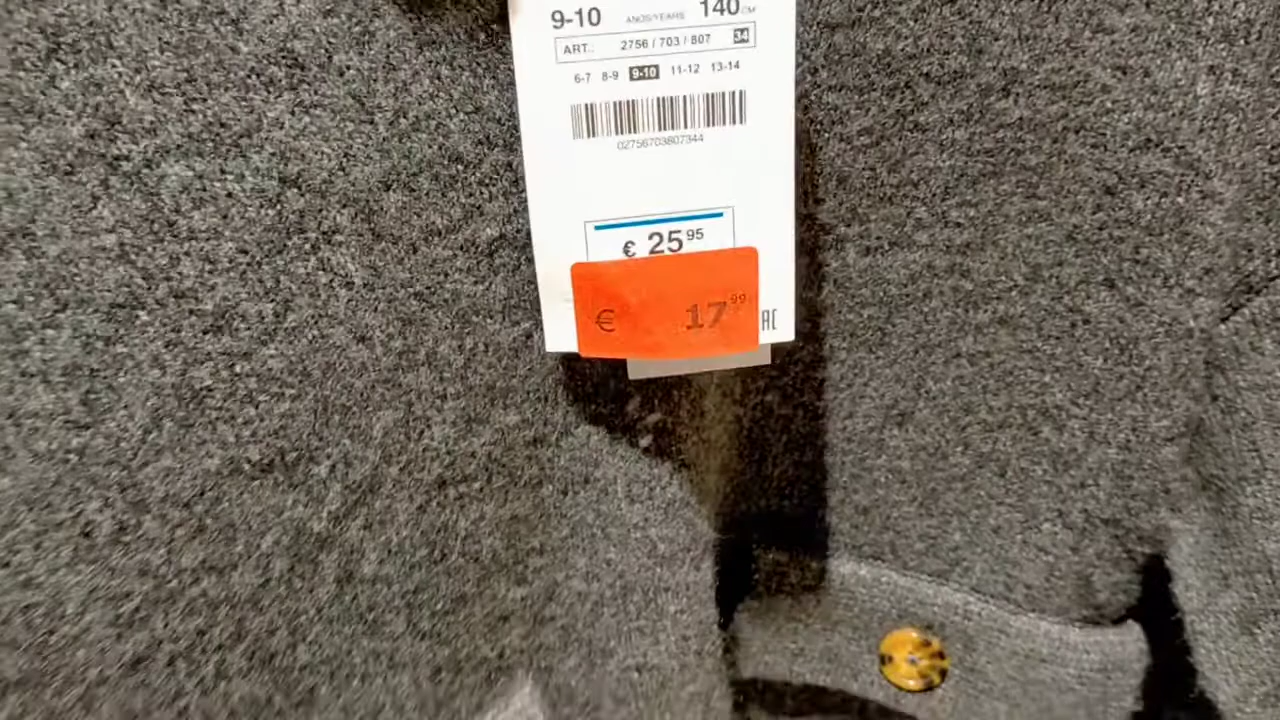 9-10 AÑOS/YEARS 140 CM
ART.: 2756 / 703 / 807 34
6-7 8-9 9-10 11-12 13-14
02756703807344
€ 25 95
€ 17 99